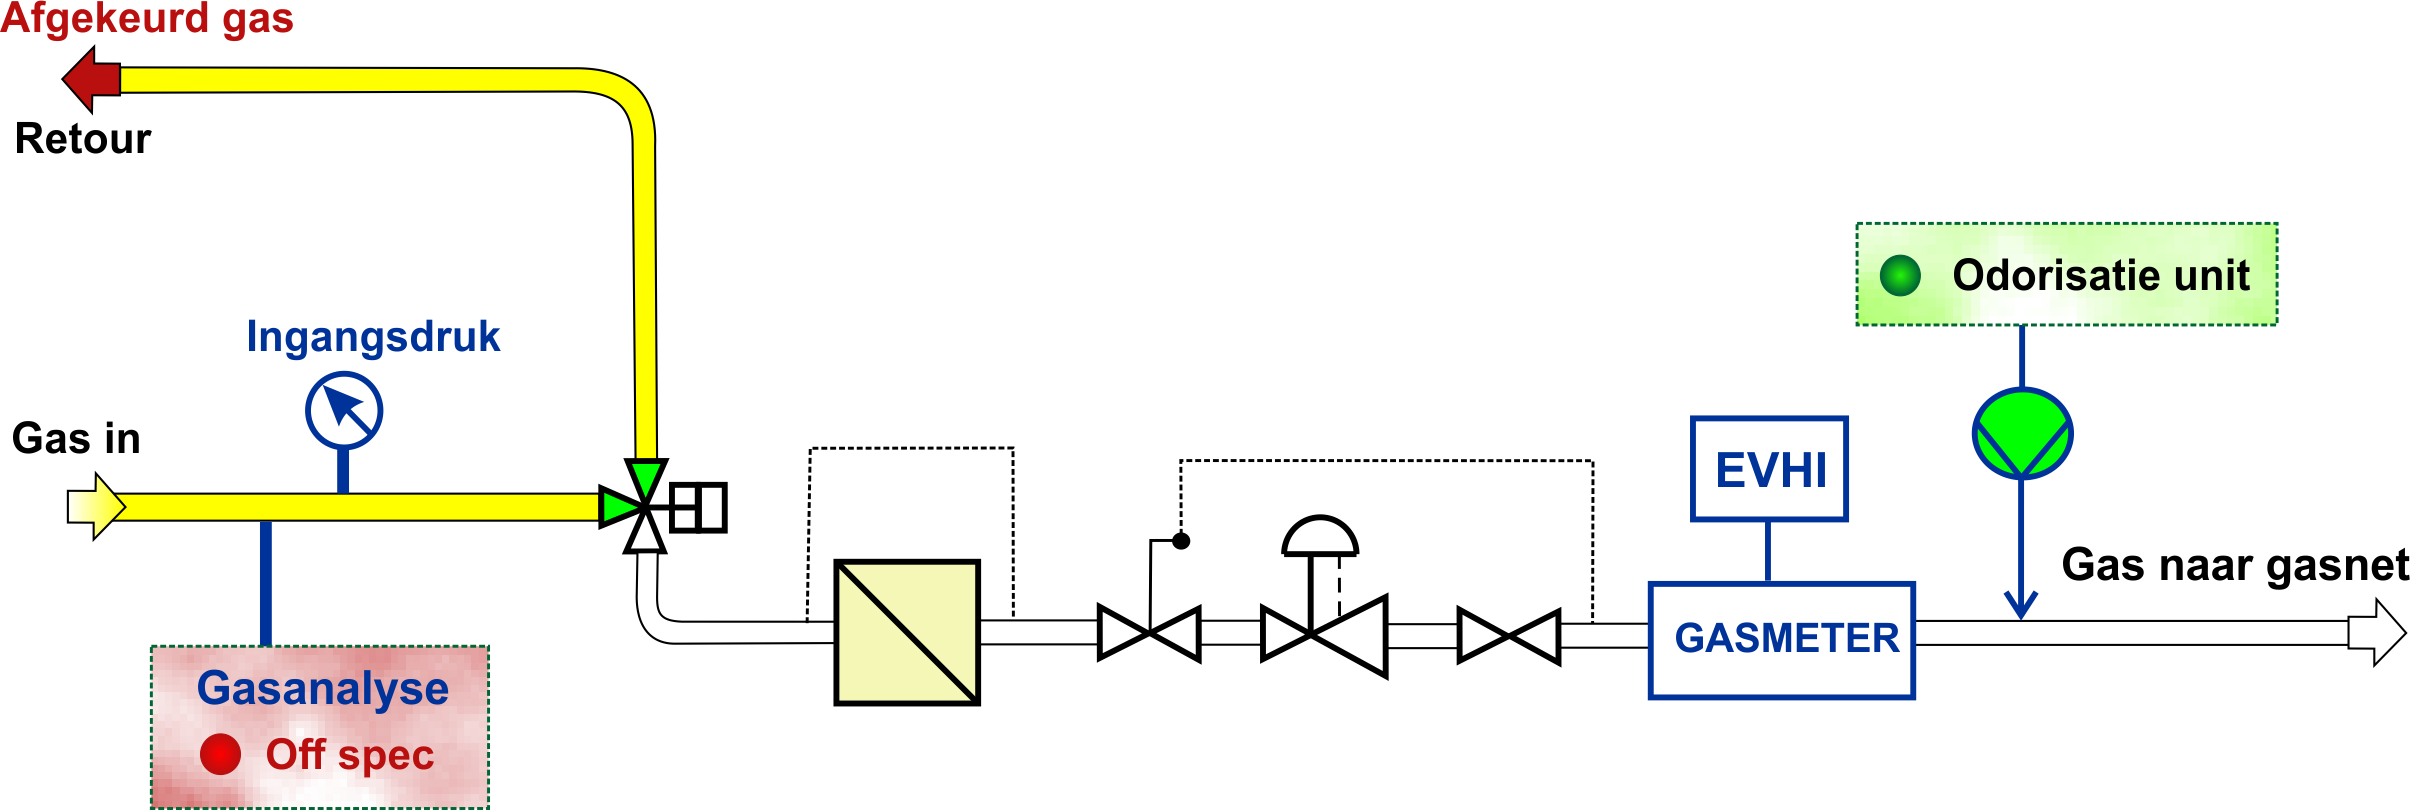 Afgekeurd gas
Retour
Ingangsdruk
Gas in
Gasanalyse
Off spec
EVHI
GASMETER
Odorisatie unit
Gas naar gasnet